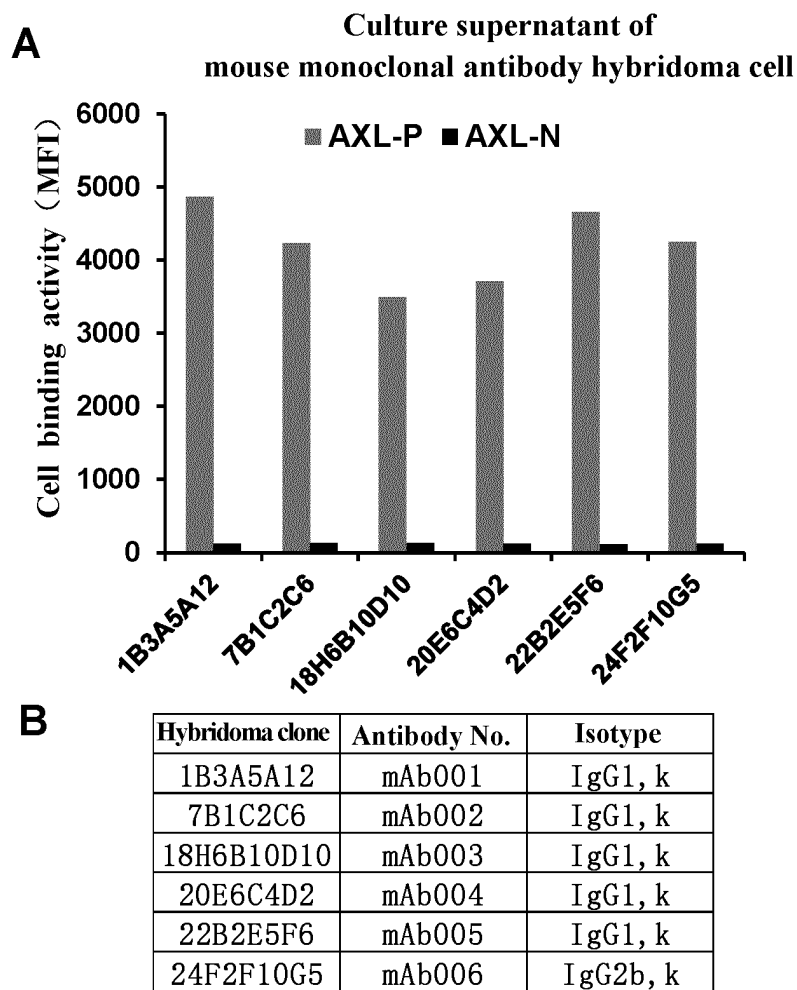 A
Culture supernatant of
mouse monoclonal antibody hybridoma cell
Cell binding activity（MFI）
6000
5000
4000
3000
2000
1000
0
AXL-P AXL-N
1B3A5A12
7B1C2C6
18H6B10D10
20E6C4D2
22B2E5F6
24F2F10G5
B
Hybridoma clone Antibody No. Isotype
1B3A5A12 mAb001 IgG1, k
7B1C2C6 mAb002 IgG1, k
18H6B10D10 mAb003 IgG1, k
20E6C4D2 mAb004 IgG1, k
22B2E5F6 mAb005 IgG1, k
24F2F10G5 mAb006 IgG2b, k